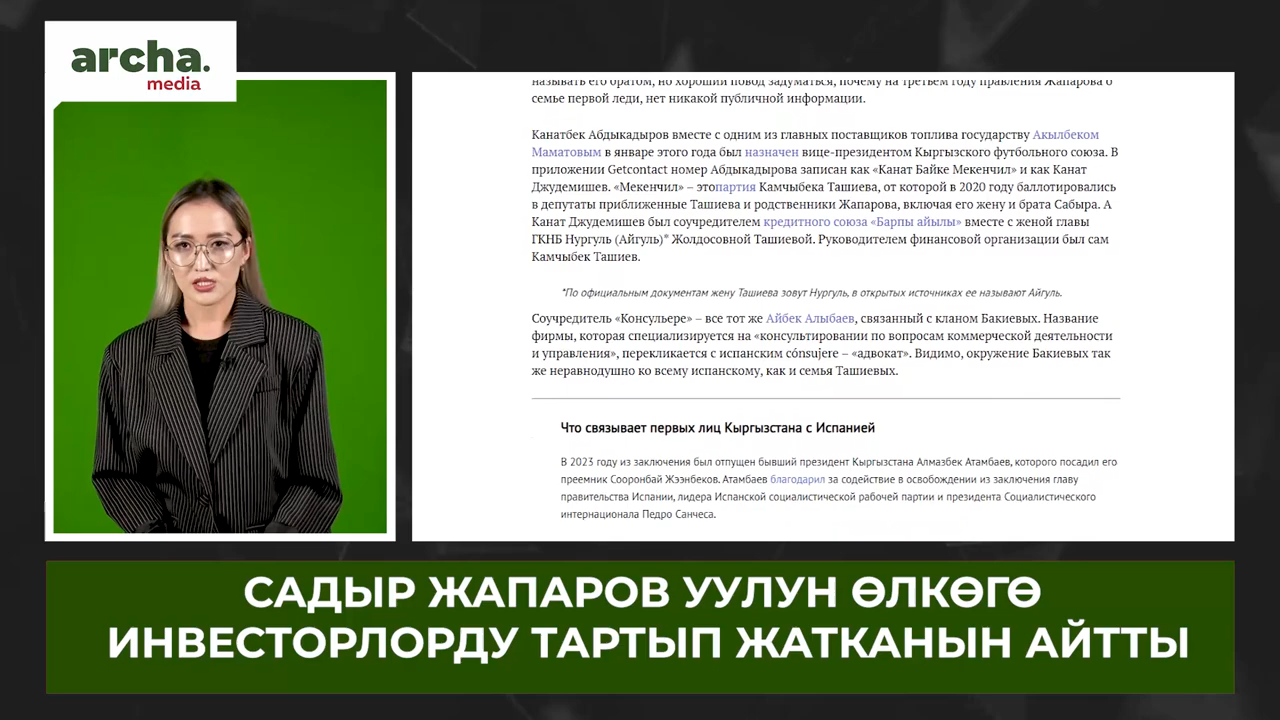 archa.
media
называть его братом, но хороший повод задуматься, почему на третьем году правления Жапарова о
семье первой леди, нет никакой публичной информации.
Канатбек Абдыкадыров вместе с одним из главных поставщиков топлива государству Акылбеком
Маматовым в январе этого года был назначен вице-президентом Кыргызского футбольного союза. В
приложении Getcontact номер Абдыкадырова записан как «Канат Байке Мекенчил» и как Канат
Джудемишев. «Мекенчил» – этопартия Камчыбека Ташиева, от которой в 2020 году баллотировались
в депутаты приближенные Ташиева и родственники Жапарова, включая его жену и брата Сабыра. А
Канат Джудемишев был соучредителем кредитного союза «Барпы айылы» вместе с женой главы
ГКНБ Нургуль (Айгуль)* Жолдосовной Ташиевой. Руководителем финансовой организации был сам
Камчыбек Ташиев.
*По официальным документам жену Ташиева зовут Нургуль, в открытых источниках ее называют Айгуль.
Соучредитель «Консульере» – все тот же Айбек Алыбаев, связанный с кланом Бакиевых. Название
фирмы, которая специализируется на «консультировании по вопросам коммерческой деятельности
и управления», перекликается с испанским cónsujere – «адвокат». Видимо, окружение Бакиевых так
же неравнодушно ко всему испанскому, как и семья Ташиевых.
Что связывает первых лиц Кыргызстана с Испанией
В 2023 году из заключения был отпущен бывший президент Кыргызстана Алмазбек Атамбаев, которого посадил его
преемник Сооронбай Жээнбеков. Атамбаев благодарил за содействие в освобождении из заключения главу
правительства Испании, лидера Испанской социалистической рабочей партии и президента Социалистического
интернационала Педро Санчеса.
САДЫР ЖАПАРОВ УУЛУН ӨЛКӨГӨ
ИНВЕСТОРЛОРДУ ТАРТЫП ЖАТКАНЫН АЙТТЫ